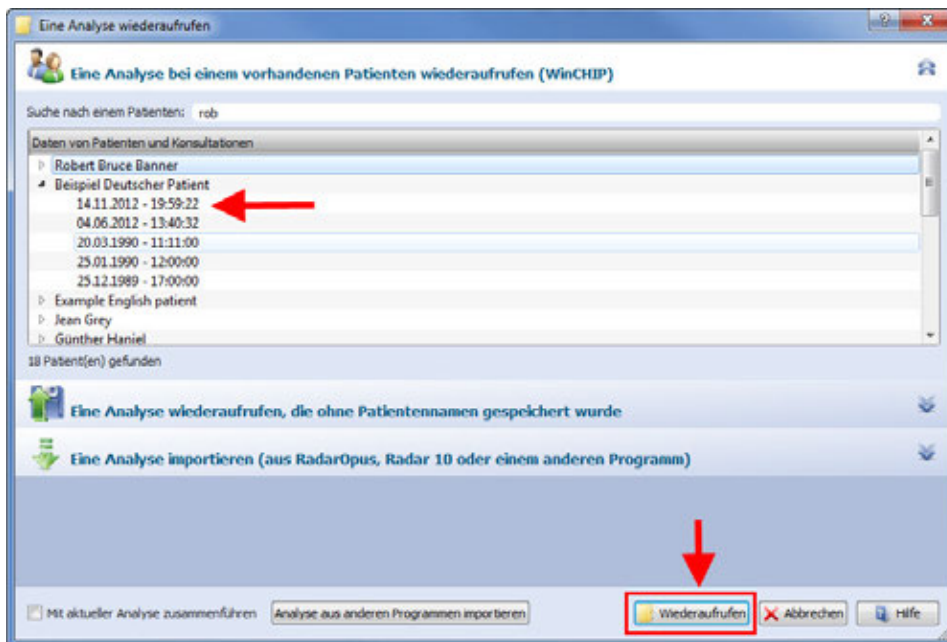 Eine Analyse wiederaufrufen
Eine Analyse bei einem vorhandenen Patienten wiederaufrufen (WinCHIP)
Suche nach einem Patienten: rob
Daten von Patienten und Konsultationen
Robert Bruce Banner
Beispiel Deutscher Patient
14.11.2012 - 19:59:22
04.06.2012 - 13:40:32
20.03.1990 - 11:11:00
25.01.1990 - 12:00:00
25.12.1989 - 17:00:00
Example English patient
Jean Grey
Günther Haniel
18 Patient(en) gefunden
Eine Analyse wiederaufrufen, die ohne Patientennamen gespeichert wurde
Eine Analyse importieren (aus RadarOpus, Radar 10 oder einem anderen Programm)
Mit aktueller Analyse zusammenführen Analyse aus anderen Programmen importieren Wiederaufrufen Abbrechen Hilfe